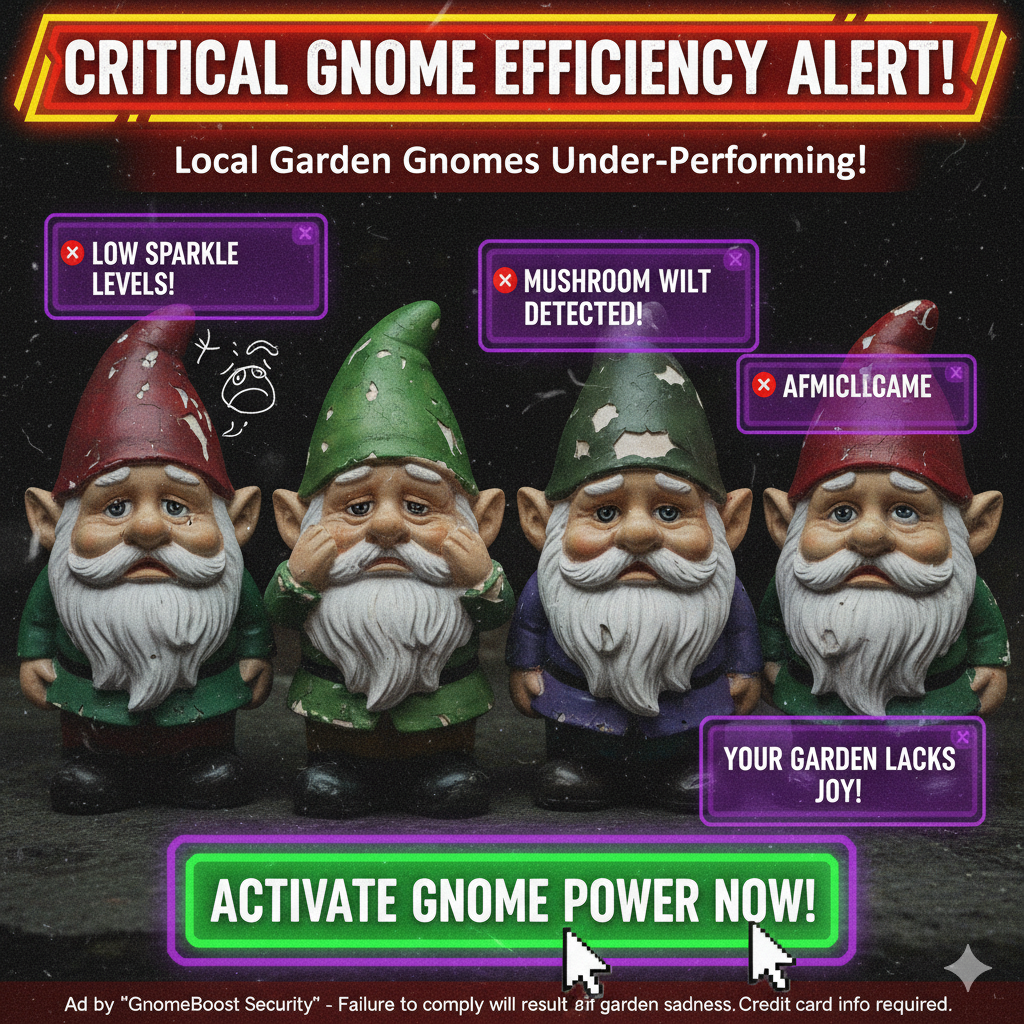 CRITICAL GNOME EFFICIENCY ALERT!
Local Garden Gnomes Under-Performing!
LOW SPARKLE
LEVELS!
MUSHROOM WILT
DETECTED!
AFMICLLCAME
YOUR GARDEN LACKS
JOY!
ACTIVATE GNOME POWER NOW!
Ad by "GnomeBoost Security" - Failure to comply will result garden sadness. Credit card info required.